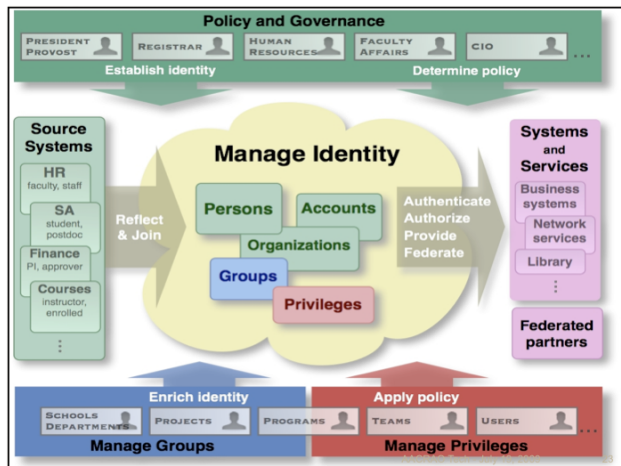 Policy and Governance
PRESIDENT
PROVOST
REGISTRAR
HUMAN
RESOURCES
FACULTY
AFFAIRS
CIO
...
Establish identity
Determine policy
Source
Systems
HR
faculty, staff
SA
student,
postdoc
Finance
PI, approver
Courses
instructor,
enrolled
Reflect
& Join
Manage Identity
Persons
Accounts
Organizations
Groups
Privileges
Authenticate
Authorize
Provide
Federate
Systems
and
Services
Business
systems
Network
services
Library
Federated
partners
Enrich identity
Apply policy
SCHOOLS
DEPARTMENTS
PROJECTS
PROGRAMS
TEAMS
USERS
...
Manage Groups
Manage Privileges